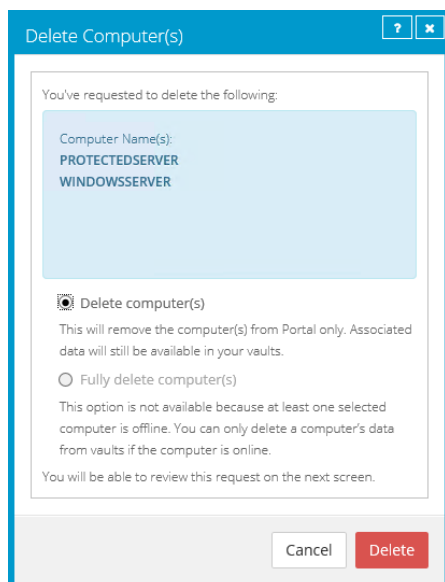 Delete Computer(s)
?
x
You've requested to delete the following:
Computer Name(s):
PROTECTEDSERVER
WINDOWSSERVER
Delete computer(s)
This will remove the computer(s) from Portal only. Associated
data will still be available in your vaults.
Fully delete computer(s)
This option is not available because at least one selected
computer is offline. You can only delete a computer's data
from vaults if the computer is online.
You will be able to review this request on the next screen.
Cancel
Delete